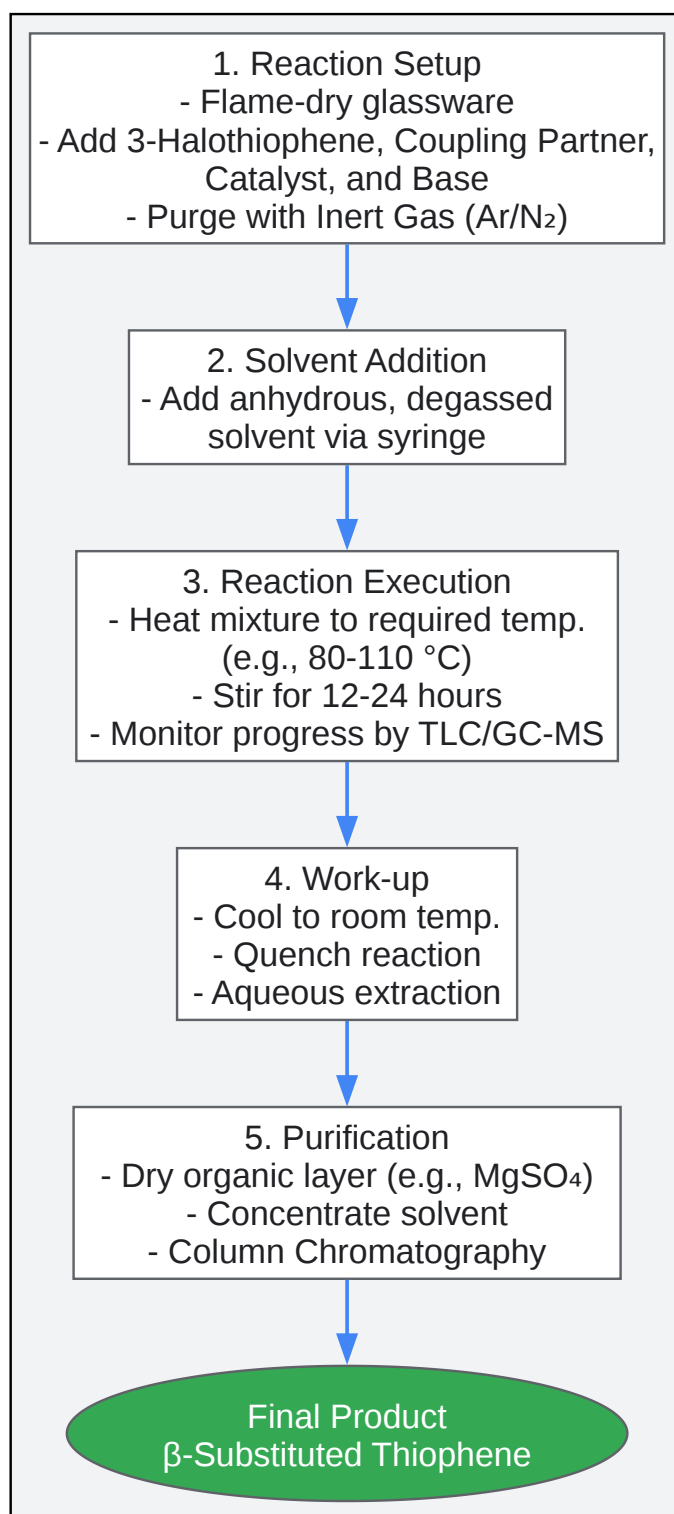 1. Reaction Setup
- Flame-dry glassware
- Add 3-Halothiophene, Coupling Partner,
Catalyst, and Base
- Purge with Inert Gas (Ar/N₂)
2. Solvent Addition
- Add anhydrous, degassed
solvent via syringe
3. Reaction Execution
- Heat mixture to required temp.
(e.g., 80-110 °C)
- Stir for 12-24 hours
- Monitor progress by TLC/GC-MS
4. Work-up
- Cool to room temp.
- Quench reaction
- Aqueous extraction
5. Purification
- Dry organic layer (e.g., MgSO₄)
- Concentrate solvent
- Column Chromatography
Final Product
β-Substituted Thiophene